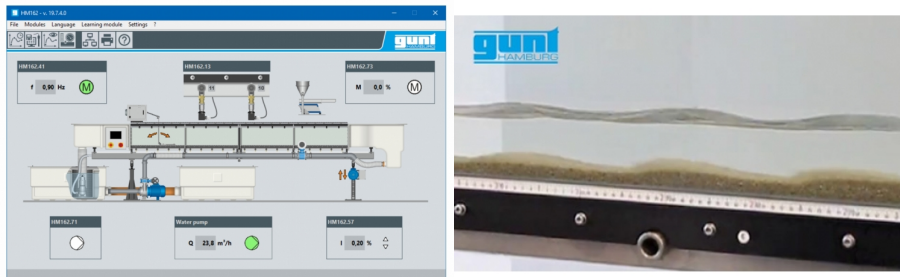 HM162 - v. 19.7.4.0
File Modules Language Learning module Settings ?
gunt
HM162.41
f 0,90 Hz M
HM162.13
11 10
HM162.73
M 0,0 % M
HM162.71
Water pump
Q 23,8 m³/h
HM162.57
I 0,20 %
gunt
HAMBURG